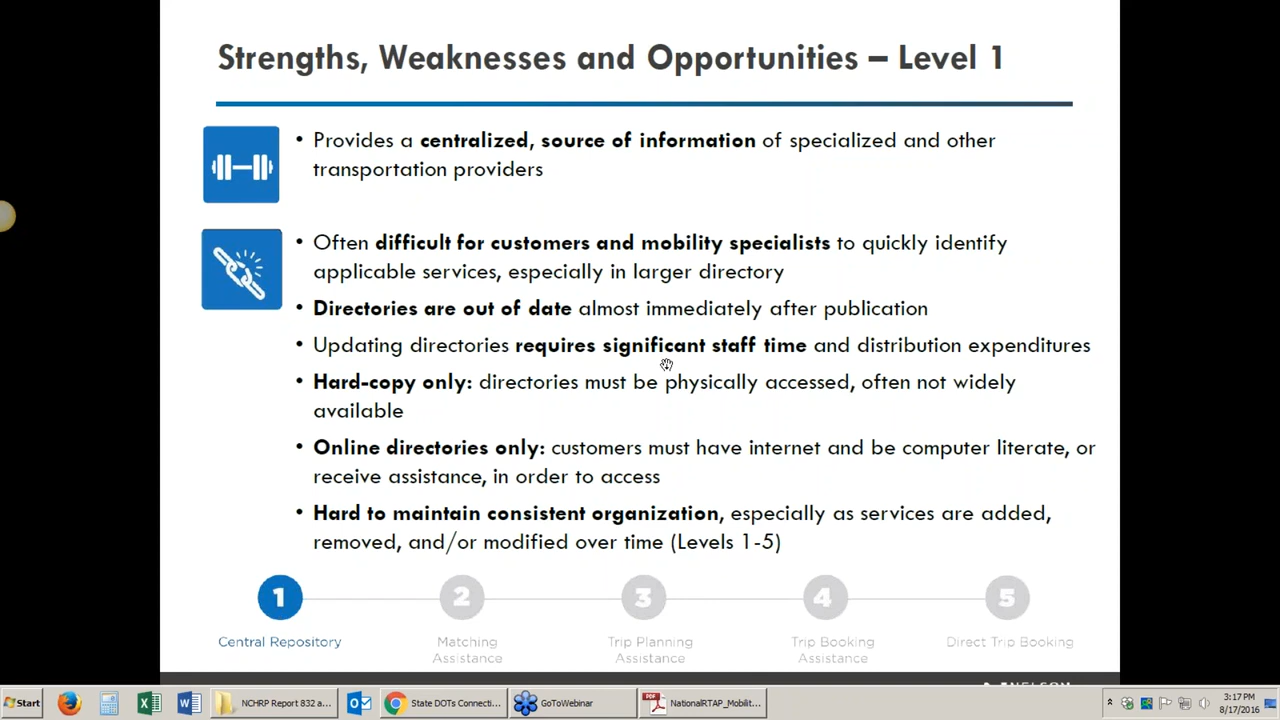 Strengths, Weaknesses and Opportunities – Level 1
• Provides a centralized, source of information of specialized and other
transportation providers
• Often difficult for customers and mobility specialists to quickly identify
applicable services, especially in larger directory
• Directories are out of date almost immediately after publication
• Updating directories requires significant staff time and distribution expenditures
• Hard-copy only: directories must be physically accessed, often not widely
available
• Online directories only: customers must have internet and be computer literate, or
receive assistance, in order to access
• Hard to maintain consistent organization, especially as services are added,
removed, and/or modified over time (Levels 1-5)
1
2
3
4
5
Central Repository
Matching
Assistance
Trip Planning
Assistance
Trip Booking
Assistance
Direct Trip Booking
Start
NCHRP Report 832 a...
State DOTs Connecti...
GoToWebinar
NationalRTAP_Mobilit...
3:17 PM
8/17/2016